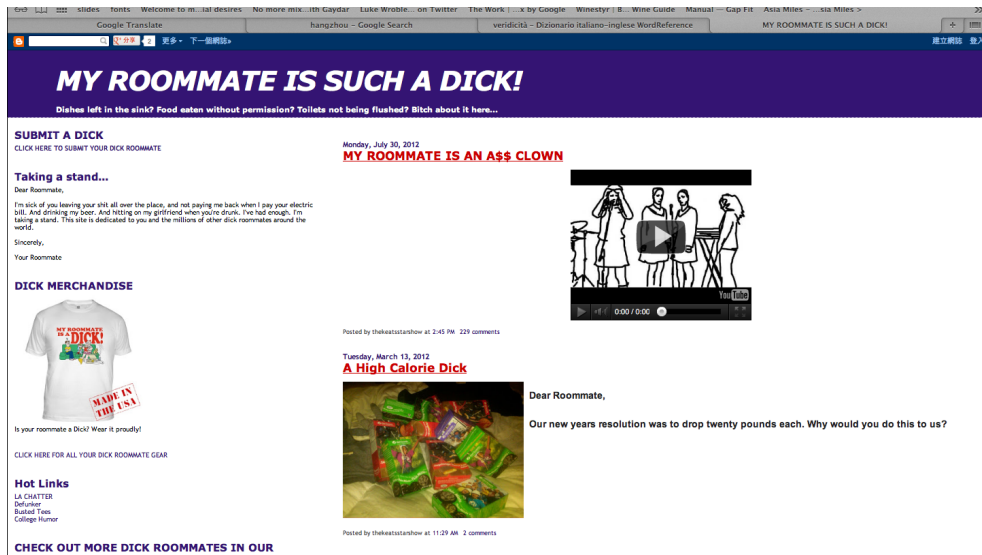 slides fonts Welcome to m...ial desires No more mix...ith Gaydar Luke Wroble... on Twitter The Work |...x by Google Winestyr | B... Wine Guide Manual — Gap Fit Asia Miles – ...sia Miles >
Google Translate hangzhou – Google Search veridicità – Dizionario italiano–inglese WordReference MY ROOMMATE IS SUCH A DICK!
分享 2 更多 下一個網誌» 建立網誌 登入
MY ROOMMATE IS SUCH A DICK!
Dishes left in the sink? Food eaten without permission? Toilets not being flushed? Bitch about it here...
SUBMIT A DICK
CLICK HERE TO SUBMIT YOUR DICK ROOMMATE
Taking a stand...
Dear Roommate,
I'm sick of you leaving your shit all over the place, and not paying me back when I pay your electric
bill. And drinking my beer. And hitting on my girlfriend when you're drunk. I've had enough. I'm
taking a stand. This site is dedicated to you and the millions of other dick roommates around the
world.
Sincerely,
Your Roommate
DICK MERCHANDISE
MY ROOMMATE
IS A DICK!
MADE IN
THE USA
Is your roommate a Dick? Wear it proudly!
CLICK HERE FOR ALL YOUR DICK ROOMMATE GEAR
Hot Links
LA CHATTER
Defunker
Busted Tees
College Humor
CHECK OUT MORE DICK ROOMMATES IN OUR
Monday, July 30, 2012
MY ROOMMATE IS AN A$$ CLOWN
YouTube
0:00 / 0:00
Posted by thekeatsstarshow at 2:45 PM 229 comments
Tuesday, March 13, 2012
A High Calorie Dick
Dear Roommate,
Our new years resolution was to drop twenty pounds each. Why would you do this to us?
Posted by thekeatsstarshow at 11:29 AM 2 comments